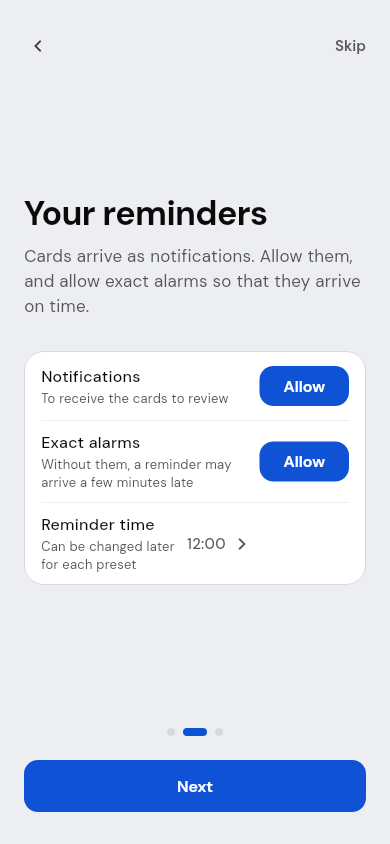 Skip
Your reminders
Cards arrive as notifications. Allow them,
and allow exact alarms so that they arrive
on time.
Notifications
To receive the cards to review
Allow
Exact alarms
Without them, a reminder may
arrive a few minutes late
Allow
Reminder time
Can be changed later
for each preset
12:00
Next